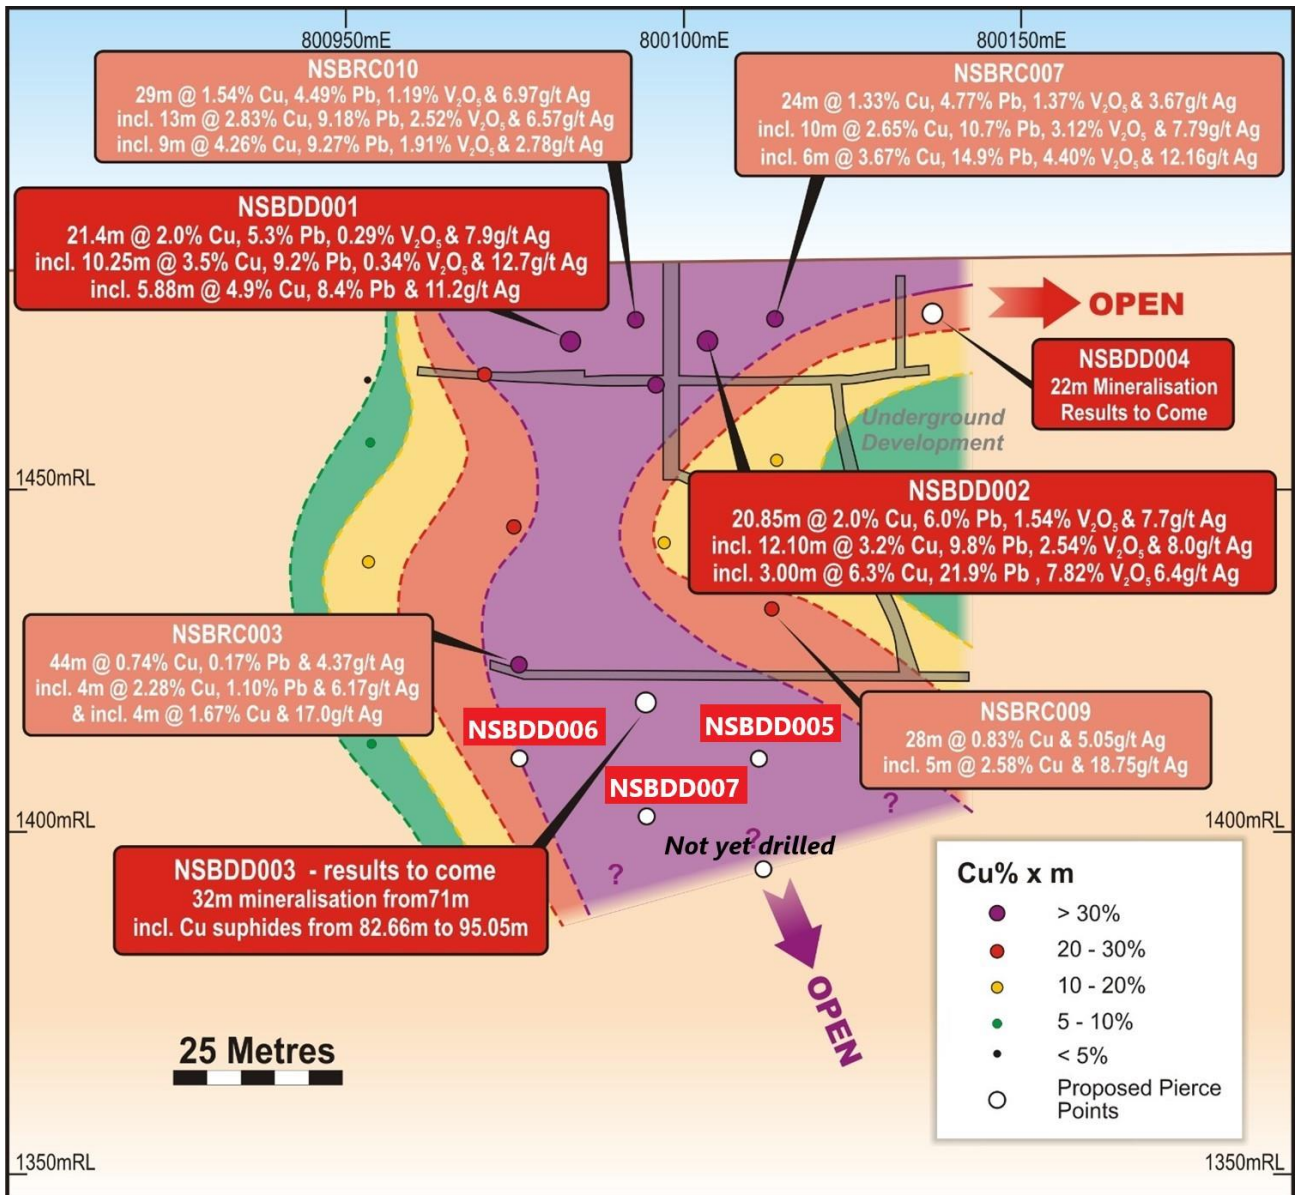 800950mE
800100mE
800150mE
NSBRC010
29m @ 1.54% Cu, 4.49% Pb, 1.19% V₂O₅ & 6.97g/t Ag
incl. 13m @ 2.83% Cu, 9.18% Pb, 2.52% V₂O₅ & 6.57g/t Ag
incl. 9m @ 4.26% Cu, 9.27% Pb, 1.91% V₂O₅ & 2.78g/t Ag
NSBRC007
24m @ 1.33% Cu, 4.77% Pb, 1.37% V₂O₅ & 3.67g/t Ag
incl. 10m @ 2.65% Cu, 10.7% Pb, 3.12% V₂O₅ & 7.79g/t Ag
incl. 6m @ 3.67% Cu, 14.9% Pb, 4.40% V₂O₅ & 12.16g/t Ag
NSBDD001
21.4m @ 2.0% Cu, 5.3% Pb, 0.29% V₂O₅ & 7.9g/t Ag
incl. 10.25m @ 3.5% Cu, 9.2% Pb, 0.34% V₂O₅ & 12.7g/t Ag
incl. 5.88m @ 4.9% Cu, 8.4% Pb & 11.2g/t Ag
OPEN
NSBDD004
22m Mineralisation
Results to Come
Underground
Development
1450mRL
NSBDD002
20.85m @ 2.0% Cu, 6.0% Pb, 1.54% V₂O₅ & 7.7g/t Ag
incl. 12.10m @ 3.2% Cu, 9.8% Pb, 2.54% V₂O₅ & 8.0g/t Ag
incl. 3.00m @ 6.3% Cu, 21.9% Pb , 7.82% V₂O₅ 6.4g/t Ag
NSBRC003
44m @ 0.74% Cu, 0.17% Pb & 4.37g/t Ag
incl. 4m @ 2.28% Cu, 1.10% Pb & 6.17g/t Ag
& incl. 4m @ 1.67% Cu & 17.0g/t Ag
NSBRC009
28m @ 0.83% Cu & 5.05g/t Ag
incl. 5m @ 2.58% Cu & 18.75g/t Ag
NSBDD006
NSBDD005
NSBDD007
?
1400mRL
1400mRL
?
Not yet drilled
?
NSBDD003 - results to come
32m mineralisation from71m
incl. Cu suphides from 82.66m to 95.05m
OPEN
25 Metres
Cu% x m
> 30%
20 - 30%
10 - 20%
5 - 10%
< 5%
Proposed Pierce
Points
1350mRL
1350mRL